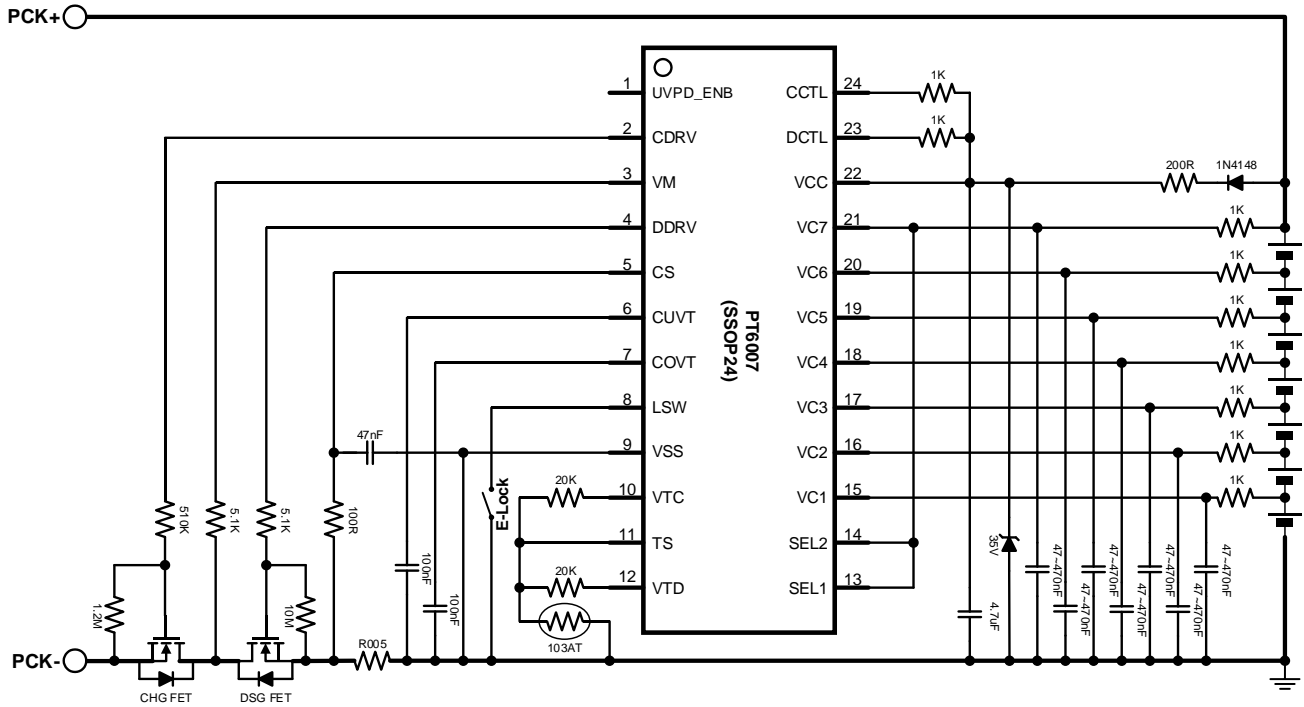 PCK+
1
UVPD_ENB
2
CDRV
3
VM
4
DDRV
5
CS
6
CUVT
7
COVT
8
LSW
9
VSS
10
VTC
11
TS
12
VTD
PT6007
(SSOP24)
CCTL
24
DCTL
23
VCC
22
VC7
21
VC6
20
VC5
19
VC4
18
VC3
17
VC2
16
VC1
15
SEL2
14
SEL1
13
1K
1K
200R
1N4148
1K
1K
1K
1K
1K
1K
1K
47nF
E-Lock
20K
20K
103AT
510K
5.1K
5.1K
100R
100nF
100nF
1.2M
10M
R005
35V
4.7uF
47~470nF
47~470nF
47~470nF
47~470nF
47~470nF
47~470nF
47~470nF
PCK-
CHG FET
DSG FET